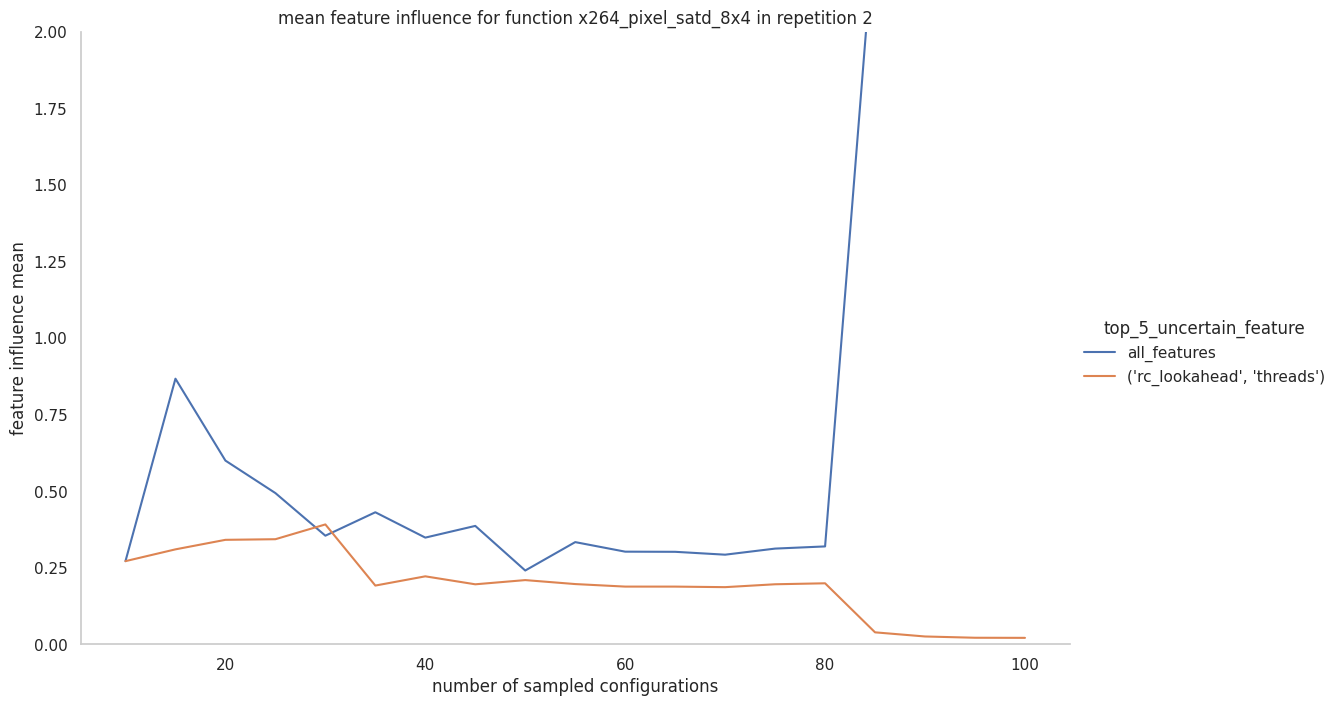 mean feature influence for function x264_pixel_satd_8x4 in repetition 2
2.00
1.75
1.50
1.25
1.00
0.75
0.50
0.25
0.00
feature influence mean
20
40
60
80
100
number of sampled configurations
top_5_uncertain_feature
all_features
('rc_lookahead', 'threads')